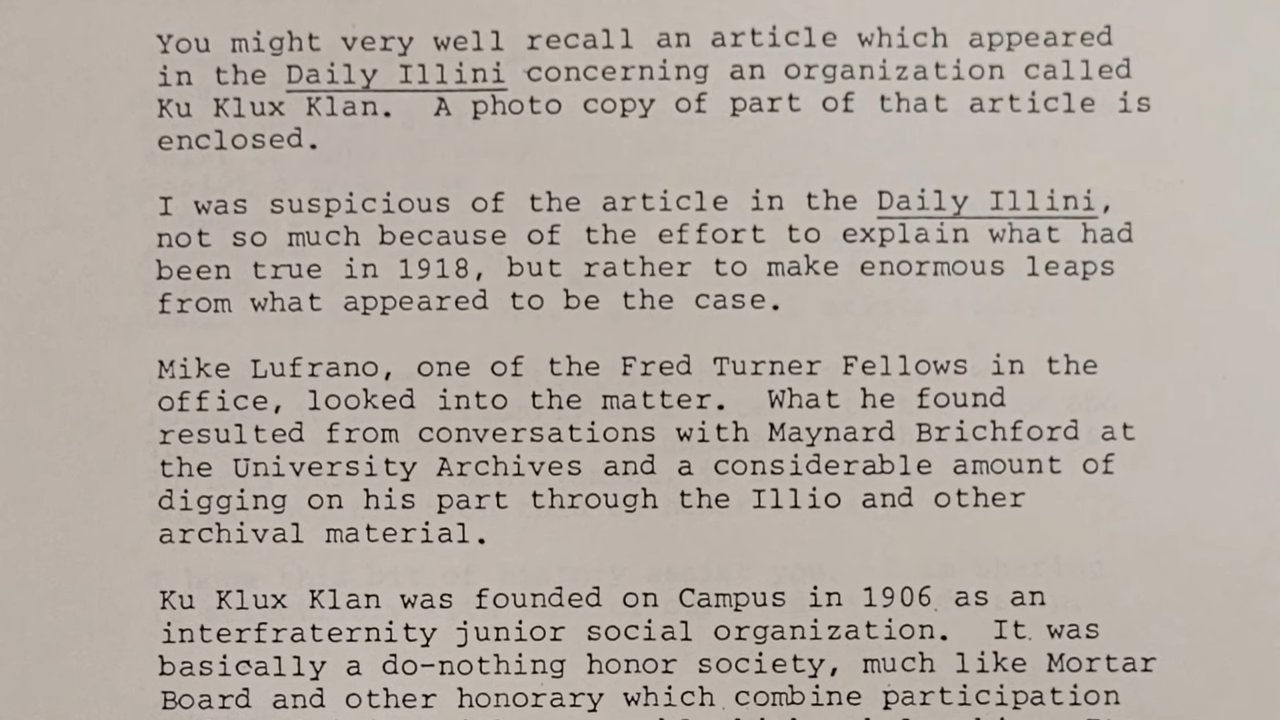 You might very well recall an article which appeared
in the Daily Illini concerning an organization called
Ku Klux Klan.  A photo copy of part of that article is
enclosed.
I was suspicious of the article in the Daily Illini,
not so much because of the effort to explain what had
been true in 1918, but rather to make enormous leaps
from what appeared to be the case.
Mike Lufrano, one of the Fred Turner Fellows in the
office, looked into the matter.  What he found
resulted from conversations with Maynard Brichford at
the University Archives and a considerable amount of
digging on his part through the Illio and other
archival material.
Ku Klux Klan was founded on Campus in 1906 as an
interfraternity junior social organization.  It was
basically a do-nothing honor society, much like Mortar
Board and other honorary which combine participation